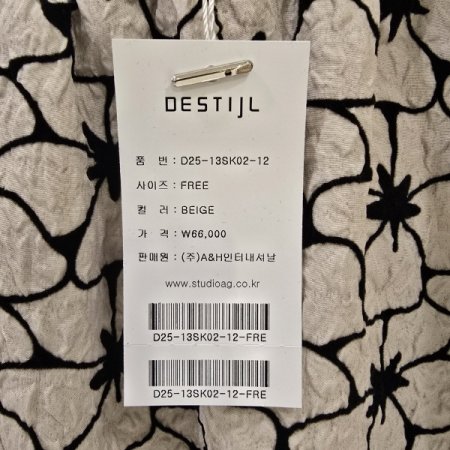 DESTIJL
품 번 : D25-13SK02-12
사이즈 : FREE
컬 러 : BEIGE
가 격 : ₩66,000
판매원 : (주)A&H인터내셔날
www.studioag.co.kr
D25-13SK02-12-FRE
D25-13SK02-12-FRE